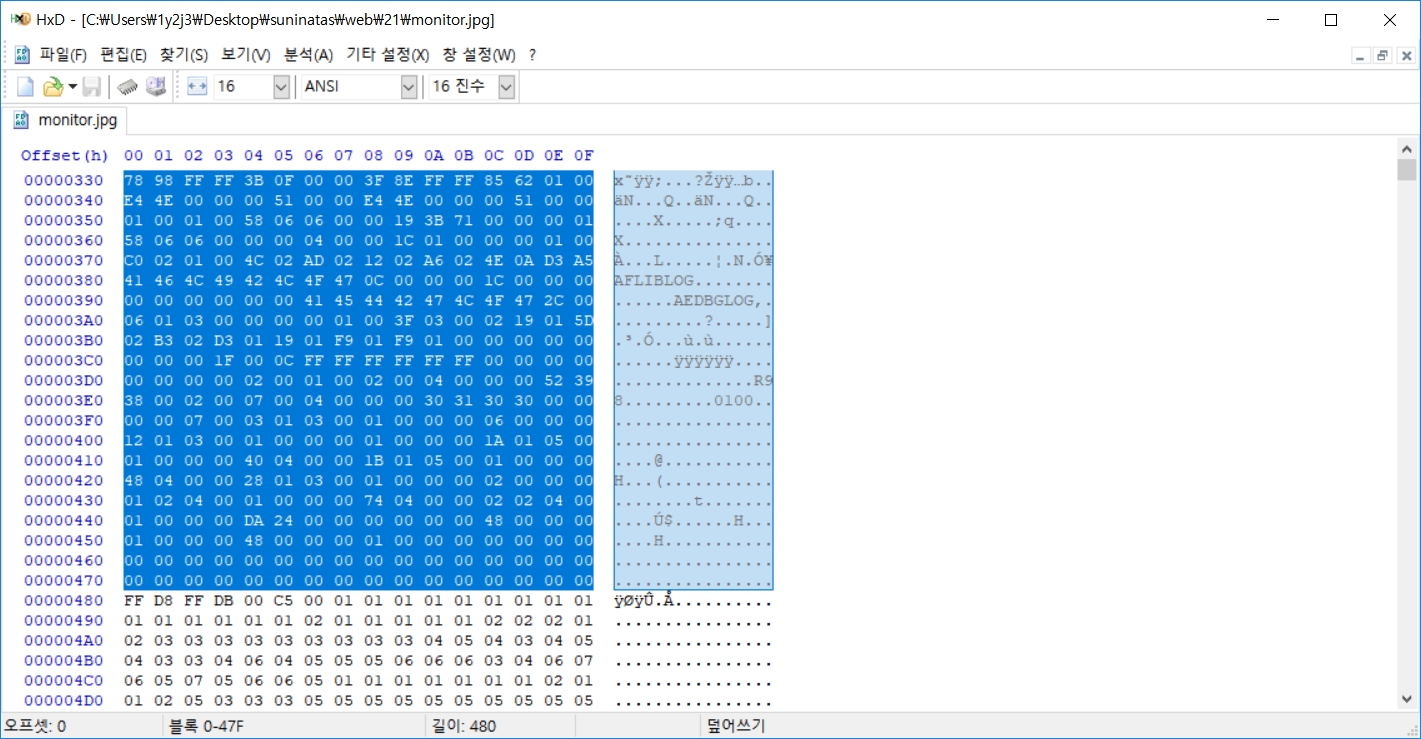 HxD - [C:₩Users₩1y2j3₩Desktop₩suninatas₩web₩21₩monitor.jpg]
파일(F) 편집(E) 찾기(S) 보기(V) 분석(A) 기타 설정(X) 창 설정(W) ?
16 ANSI 16 진수
monitor.jpg
Offset(h) 00 01 02 03 04 05 06 07 08 09 0A 0B 0C 0D 0E 0F
00000330 78 98 FF FF 3B 0F 00 00 3F 8E FF FF 85 62 01 00 x˜ÿÿ;...?Žÿÿ…b..
00000340 E4 4E 00 00 00 51 00 00 E4 4E 00 00 00 51 00 00 äN...Q..äN...Q..
00000350 01 00 01 00 58 06 06 00 00 19 3B 71 00 00 00 01 ....X.....;q....
00000360 58 06 06 00 00 00 04 00 00 1C 01 00 00 00 01 00 X...............
00000370 C0 02 01 00 4C 02 AD 02 12 02 A6 02 4E 0A D3 A5 À...L.....¦.N.Ó¥
00000380 41 46 4C 49 42 4C 4F 47 0C 00 00 00 1C 00 00 00 AFLIBLOG........
00000390 00 00 00 00 00 00 41 45 44 42 47 4C 4F 47 2C 00 ......AEDBGLOG,.
000003A0 06 01 03 00 00 00 00 01 00 3F 03 00 02 19 01 5D .........?.....]
000003B0 02 B3 02 D3 01 19 01 F9 01 F9 01 00 00 00 00 00 .³.Ó...ù.ù......
000003C0 00 00 00 1F 00 0C FF FF FF FF FF FF 00 00 00 00 ......ÿÿÿÿÿÿ....
000003D0 00 00 00 00 02 00 01 00 02 00 04 00 00 00 52 39 ..............R9
000003E0 38 00 02 00 07 00 04 00 00 00 30 31 30 30 00 00 8.........0100..
000003F0 00 00 07 00 03 01 03 00 01 00 00 00 06 00 00 00 ................
00000400 12 01 03 00 01 00 00 00 01 00 00 00 1A 01 05 00 ................
00000410 01 00 00 00 40 04 00 00 1B 01 05 00 01 00 00 00 ....@...........
00000420 48 04 00 00 28 01 03 00 01 00 00 00 02 00 00 00 H...(...........
00000430 01 02 04 00 01 00 00 00 74 04 00 00 02 02 04 00 ........t.......
00000440 01 00 00 00 DA 24 00 00 00 00 00 00 48 00 00 00 ....Ú$......H...
00000450 01 00 00 00 48 00 00 00 01 00 00 00 00 00 00 00 ....H...........
00000460 00 00 00 00 00 00 00 00 00 00 00 00 00 00 00 00 ................
00000470 00 00 00 00 00 00 00 00 00 00 00 00 00 00 00 00 ................
00000480 FF D8 FF DB 00 C5 00 01 01 01 01 01 01 01 01 01 ÿØÿÛ.Å..........
00000490 01 01 01 01 01 01 02 01 01 01 01 01 02 02 02 01 ................
000004A0 02 03 03 03 03 03 03 03 03 03 04 05 04 03 04 05 ................
000004B0 04 03 03 04 06 04 05 05 05 06 06 06 03 04 06 07 ................
000004C0 06 05 07 05 06 06 05 01 01 01 01 01 01 01 02 01 ................
000004D0 01 02 05 03 03 03 05 05 05 05 05 05 05 05 05 05 ................
오프셋: 0 블록 0-47F 길이: 480 덮어쓰기